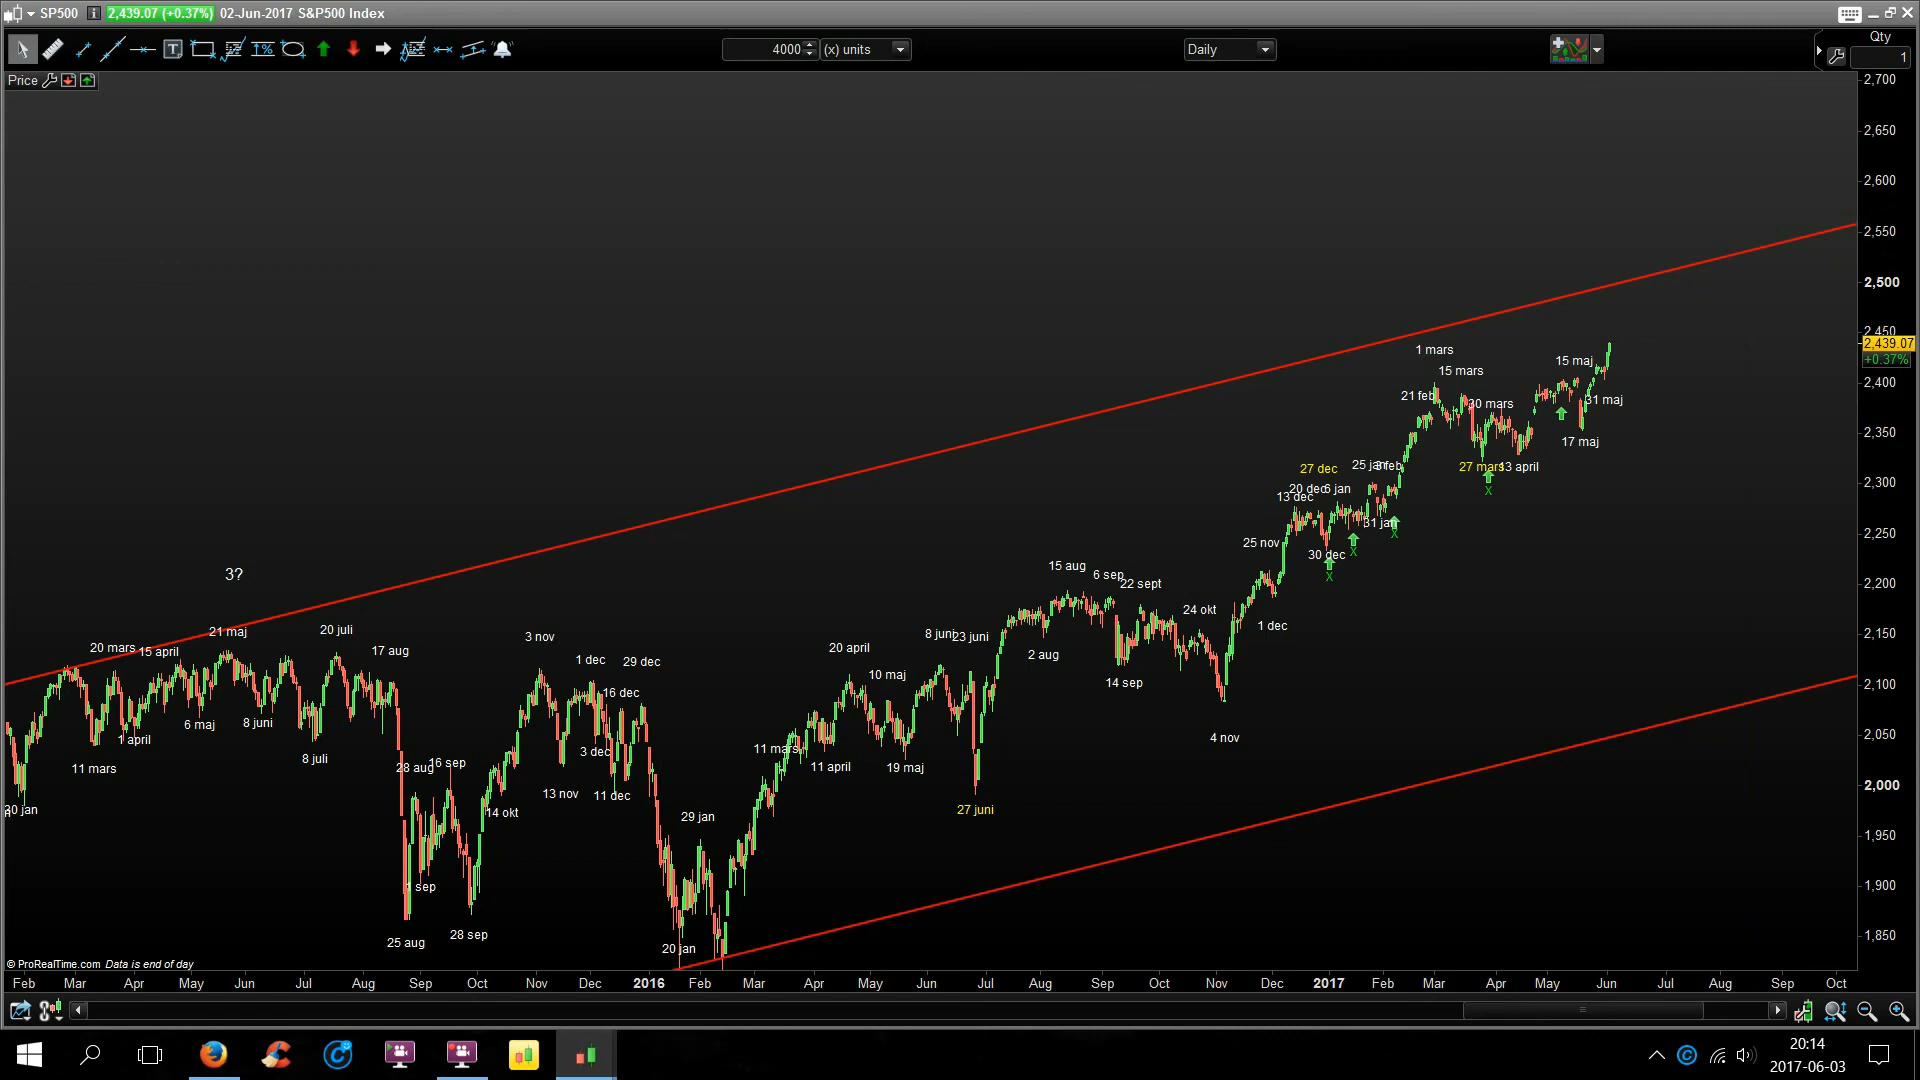 SP500 i 2,439.07 (+0.37%) 02-Jun-2017 S&P500 Index
4000 (x) units Daily Qty
1
Price
2,700
2,650
2,600
2,550
2,500
2,450
2,439.07
+0.37%
2,400
2,350
2,300
2,250
2,200
2,150
2,100
2,050
2,000
1,950
1,900
1,850
1 mars
15 mars
21 feb
30 mars
15 maj
31 maj
17 maj
27 mars
13 april
X
27 dec
25 jan
20 dec
6 jan
13 dec
31 jan
X
X
25 nov
30 dec
X
3?
15 aug
6 sep
22 sept
24 okt
1 dec
20 mars
15 april
21 maj
20 juli
17 aug
3 nov
1 dec
29 dec
16 dec
20 april
10 maj
8 juni
23 juni
2 aug
14 sep
4 nov
6 maj
8 juni
1 april
11 mars
8 juli
28 aug
16 sep
3 dec
13 nov
11 dec
14 okt
11 mars
11 april
19 maj
27 juni
30 jan
29 jan
1 sep
25 aug
28 sep
20 jan
© ProRealTime.com Data is end of day
Feb Mar Apr May Jun Jul Aug Sep Oct Nov Dec 2016 Feb Mar Apr May Jun Jul Aug Sep Oct Nov Dec 2017 Feb Mar Apr May Jun Jul Aug Sep Oct
20:14
2017-06-03